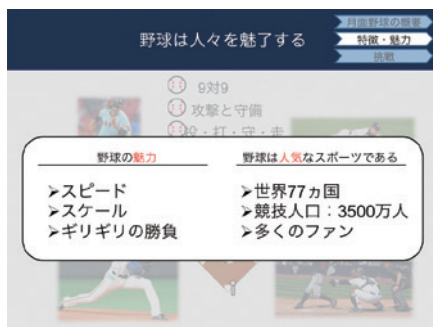 野球は人々を魅了する
月面野球の概要
特徴・魅力
挑戦
9対9
攻撃と守備
投・打・守・走
野球の魅力
➢スピード
➢スケール
➢ギリギリの勝負
野球は人気なスポーツである
➢世界77ヵ国
➢競技人口：3500万人
➢多くのファン